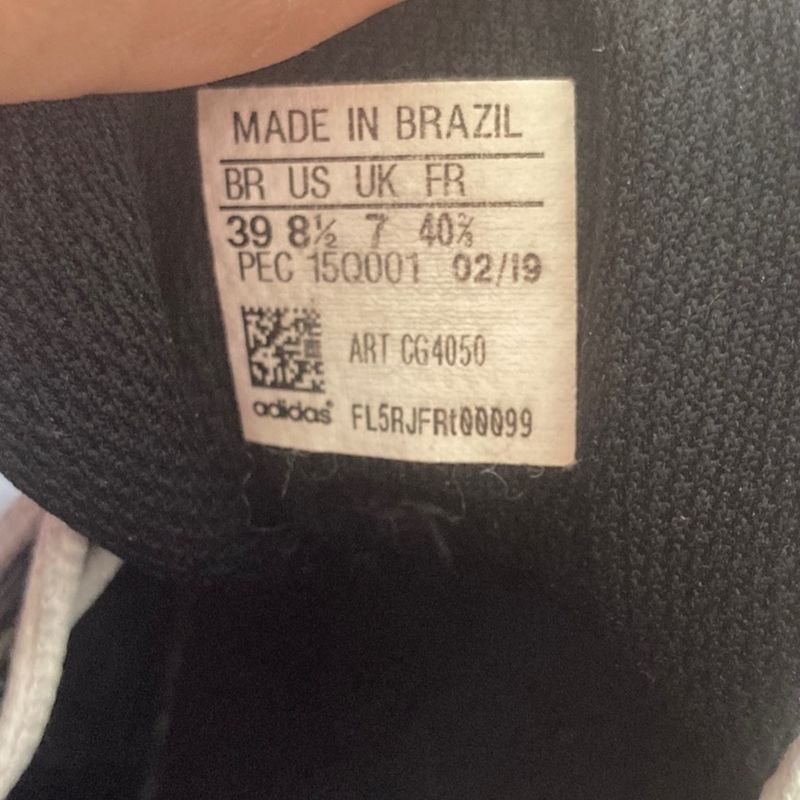 MADE IN BRAZIL
BR US UK FR
39 8½ 7 40⅔
PEC 15Q001 02/19
ART CG4050
adidas
FL5RJFRt00099